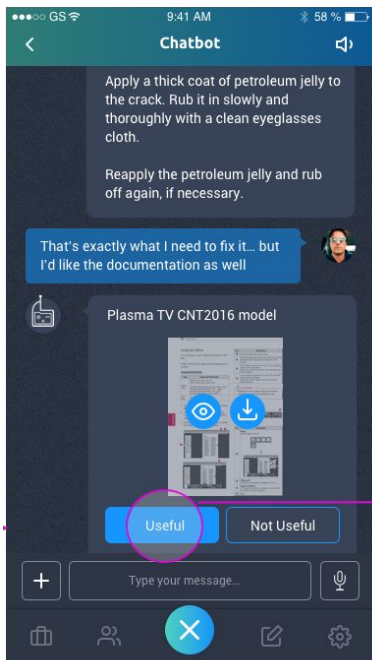 GS
9:41 AM
58 %
Chatbot
Apply a thick coat of petroleum jelly to
the crack. Rub it in slowly and
thoroughly with a clean eyeglasses
cloth.
Reapply the petroleum jelly and rub
off again, if necessary.
That's exactly what I need to fix it... but
I'd like the documentation as well
Plasma TV CNT2016 model
Useful
Not Useful
Type your message...